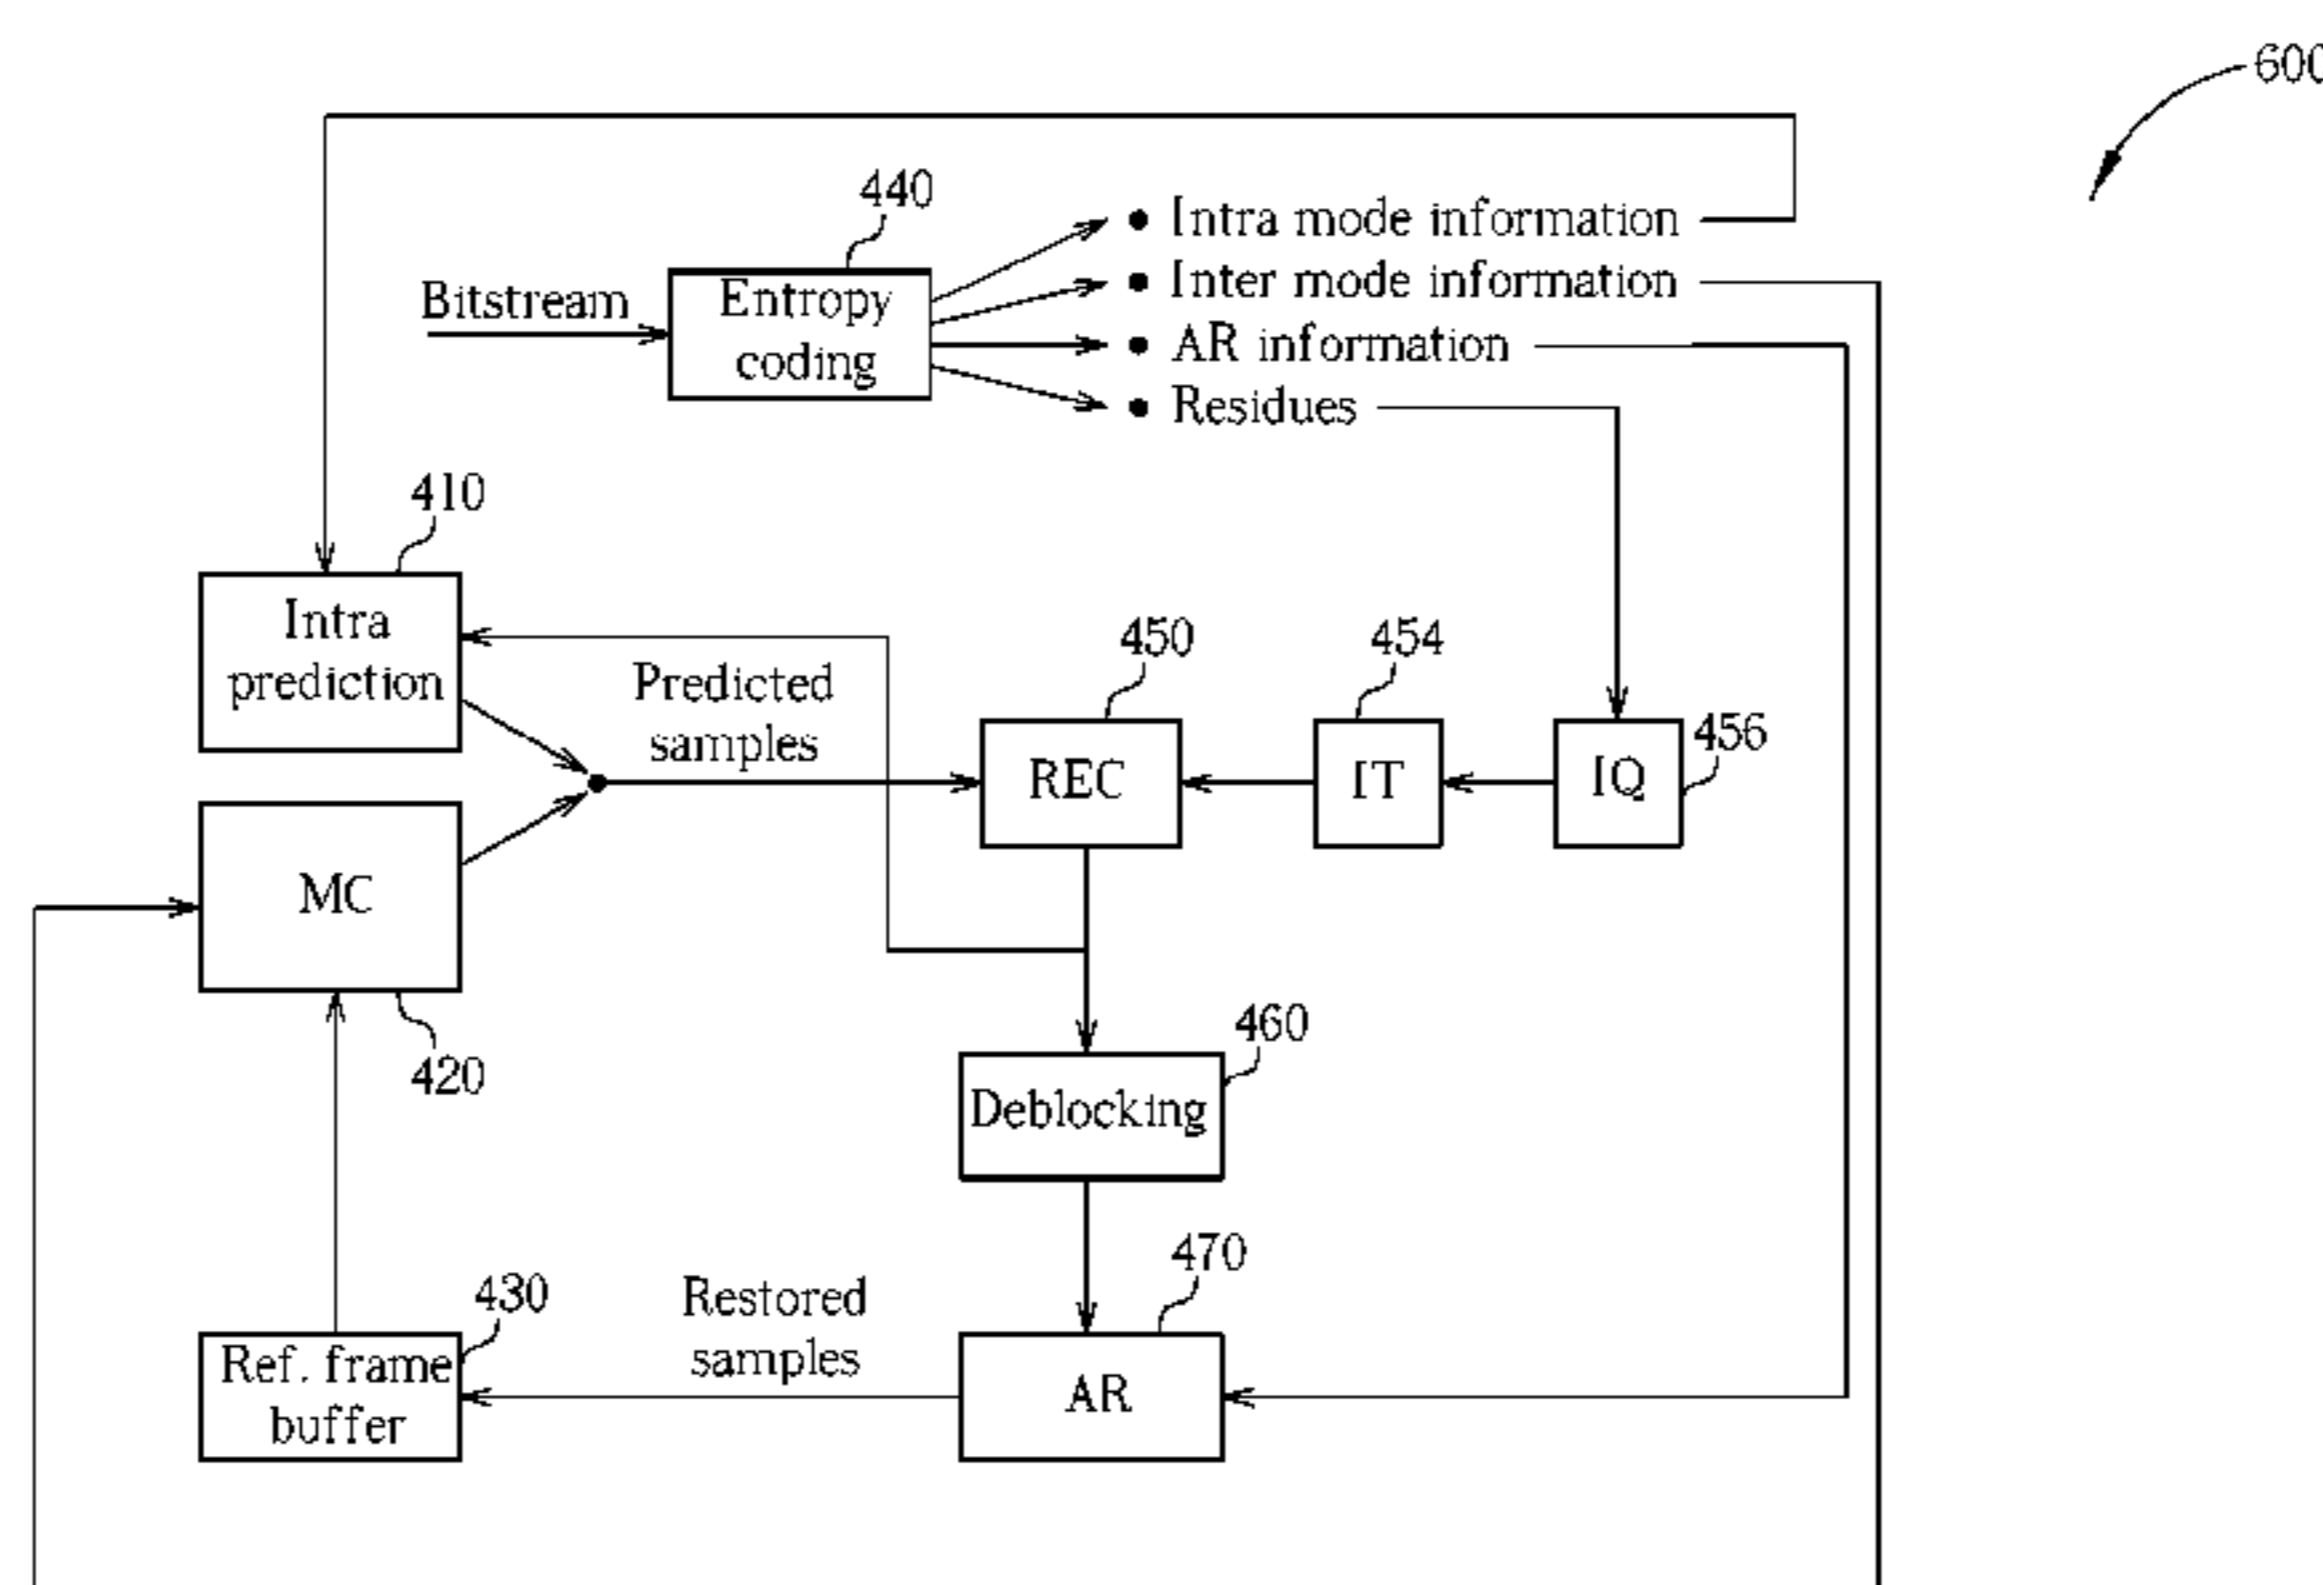 600
440
Intra mode information
Bitstream
Entropy
coding
Inter mode information
AR information
Residues
410
Intra
prediction
Predicted
samples
450
454
456
REC
IT
IQ
MC
420
460
Deblocking
470
430
Restored
samples
Ref. frame
buffer
AR